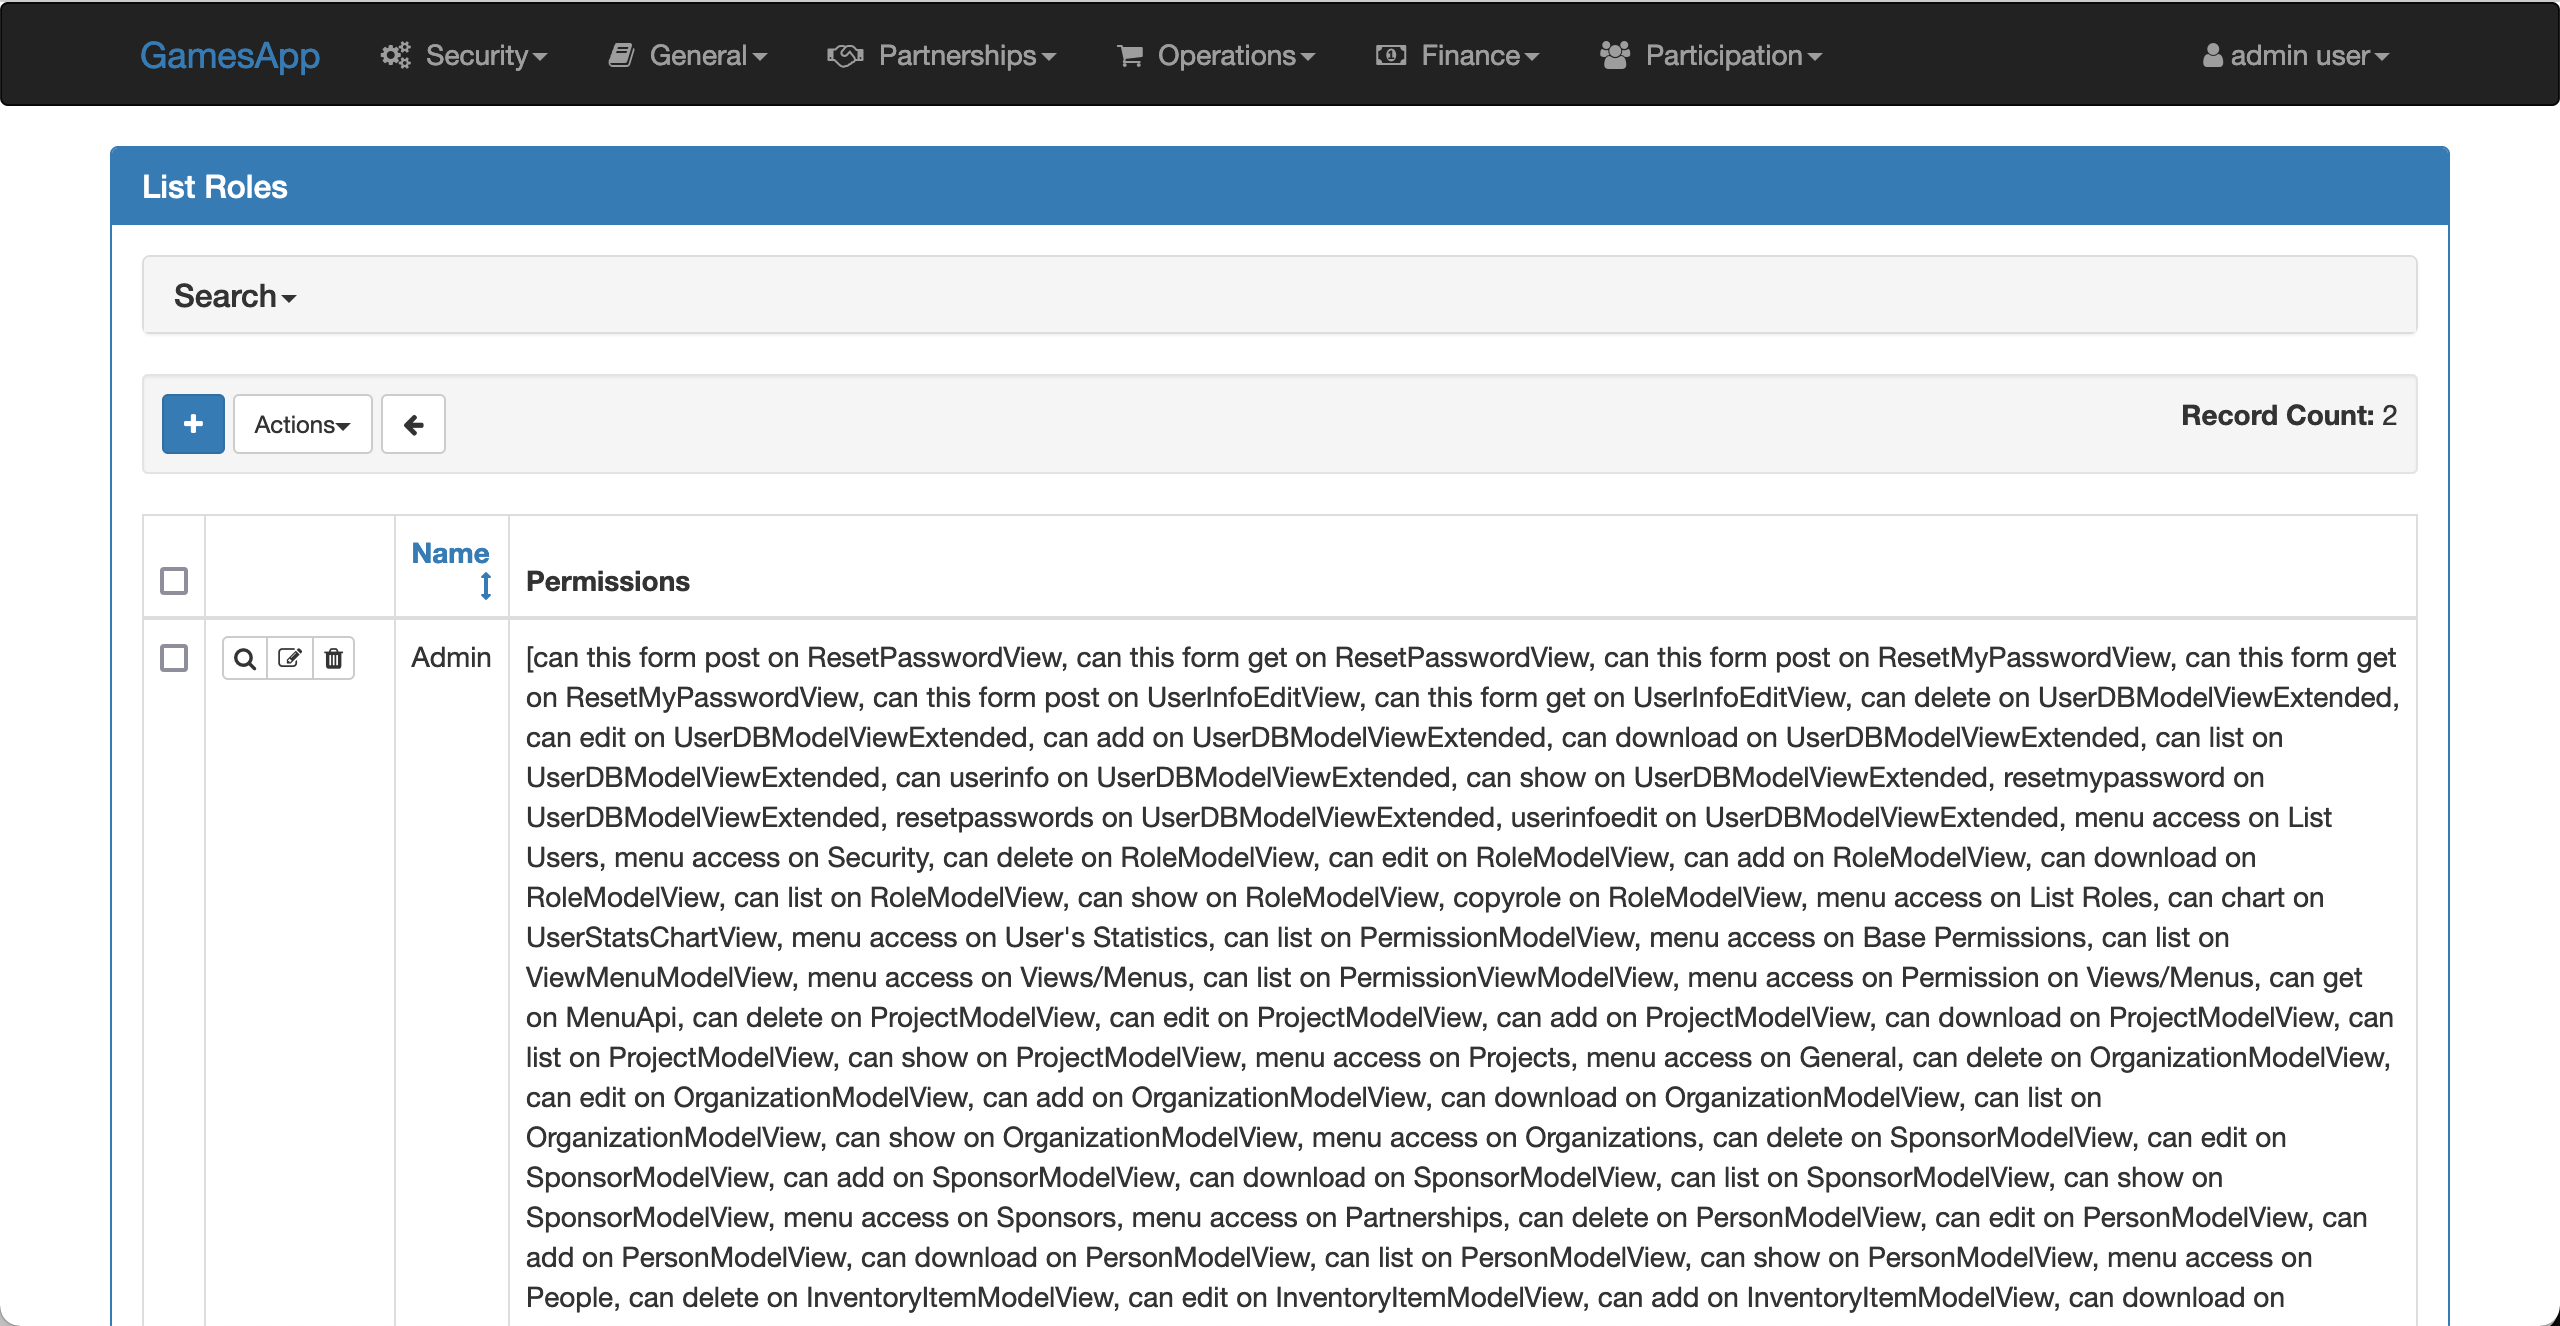 GamesApp Security General Partnerships Operations Finance Participation admin user
List Roles
Search
Actions Record Count: 2
Name
Permissions
Admin [can this form post on ResetPasswordView, can this form get on ResetPasswordView, can this form post on ResetMyPasswordView, can this form get
on ResetMyPasswordView, can this form post on UserInfoEditView, can this form get on UserInfoEditView, can delete on UserDBModelViewExtended,
can edit on UserDBModelViewExtended, can add on UserDBModelViewExtended, can download on UserDBModelViewExtended, can list on
UserDBModelViewExtended, can userinfo on UserDBModelViewExtended, can show on UserDBModelViewExtended, resetmypassword on
UserDBModelViewExtended, resetpasswords on UserDBModelViewExtended, userinfoedit on UserDBModelViewExtended, menu access on List
Users, menu access on Security, can delete on RoleModelView, can edit on RoleModelView, can add on RoleModelView, can download on
RoleModelView, can list on RoleModelView, can show on RoleModelView, copyrole on RoleModelView, menu access on List Roles, can chart on
UserStatsChartView, menu access on User's Statistics, can list on PermissionModelView, menu access on Base Permissions, can list on
ViewMenuModelView, menu access on Views/Menus, can list on PermissionViewModelView, menu access on Permission on Views/Menus, can get
on MenuApi, can delete on ProjectModelView, can edit on ProjectModelView, can add on ProjectModelView, can download on ProjectModelView, can
list on ProjectModelView, can show on ProjectModelView, menu access on Projects, menu access on General, can delete on OrganizationModelView,
can edit on OrganizationModelView, can add on OrganizationModelView, can download on OrganizationModelView, can list on
OrganizationModelView, can show on OrganizationModelView, menu access on Organizations, can delete on SponsorModelView, can edit on
SponsorModelView, can add on SponsorModelView, can download on SponsorModelView, can list on SponsorModelView, can show on
SponsorModelView, menu access on Sponsors, menu access on Partnerships, can delete on PersonModelView, can edit on PersonModelView, can
add on PersonModelView, can download on PersonModelView, can list on PersonModelView, can show on PersonModelView, menu access on
People, can delete on InventoryItemModelView, can edit on InventoryItemModelView, can add on InventoryItemModelView, can download on